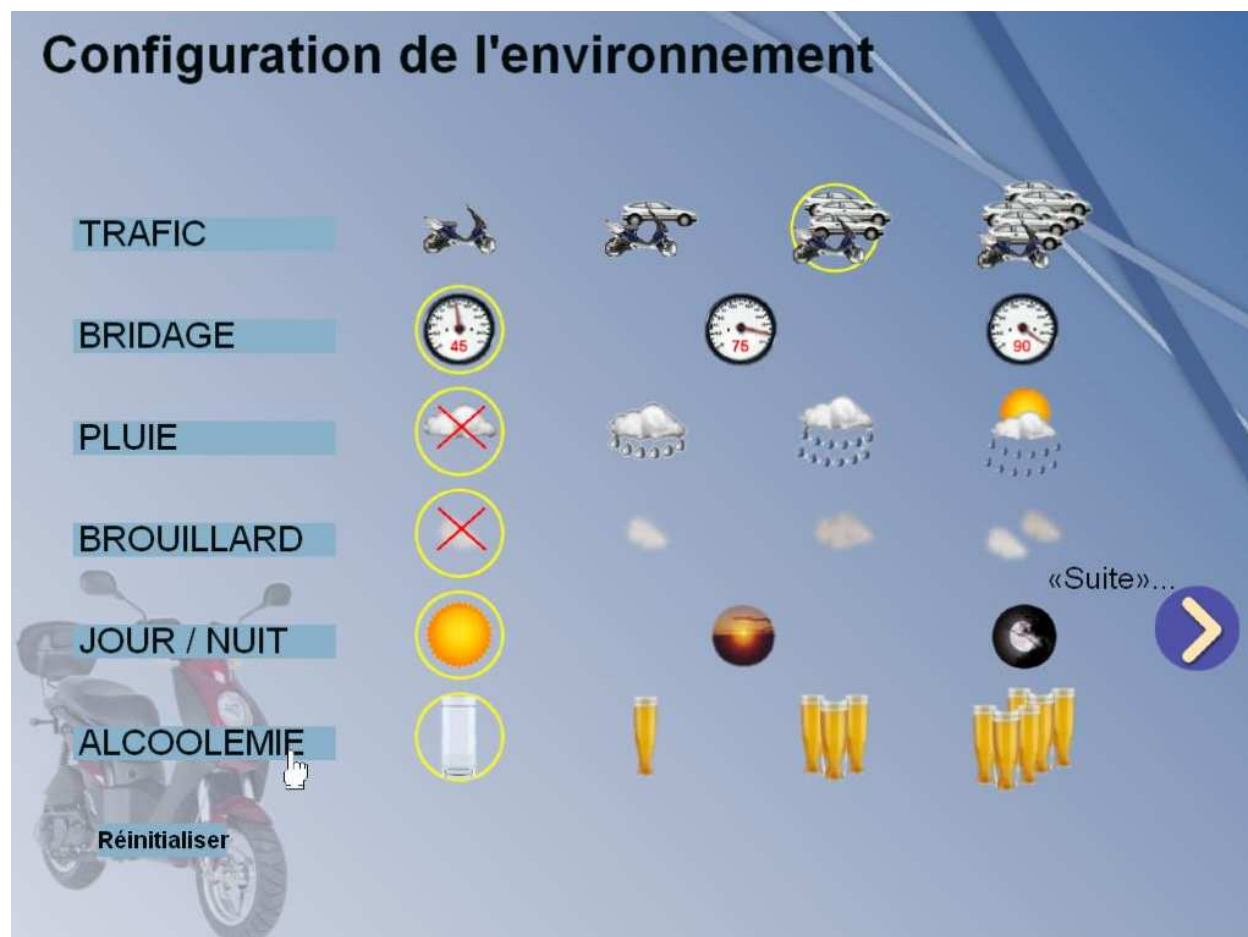 Configuration de l'environnement
TRAFIC
BRIDAGE
45
75
90
PLUIE
BROUILLARD
«Suite»...
JOUR / NUIT
ALCOOLEMIE
Réinitialiser